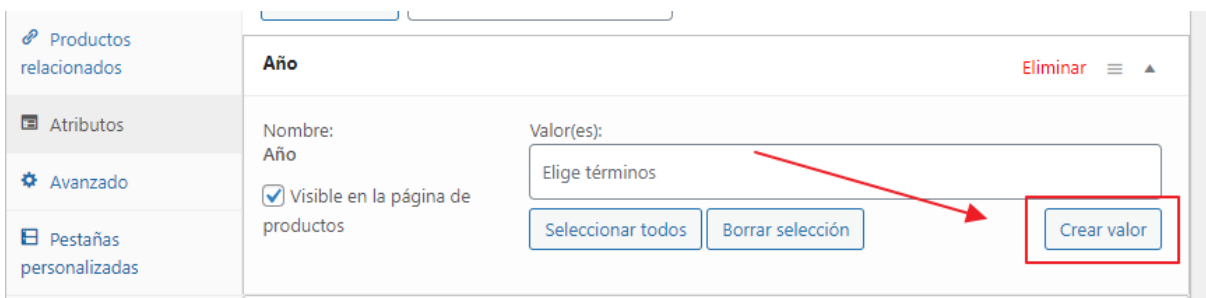 Productos
relacionados
Atributos
Avanzado
Pestañas
personalizadas
Año
Eliminar
Nombre:
Año
Visible en la página de
productos
Valor(es):
Elige términos
Seleccionar todos
Borrar selección
Crear valor